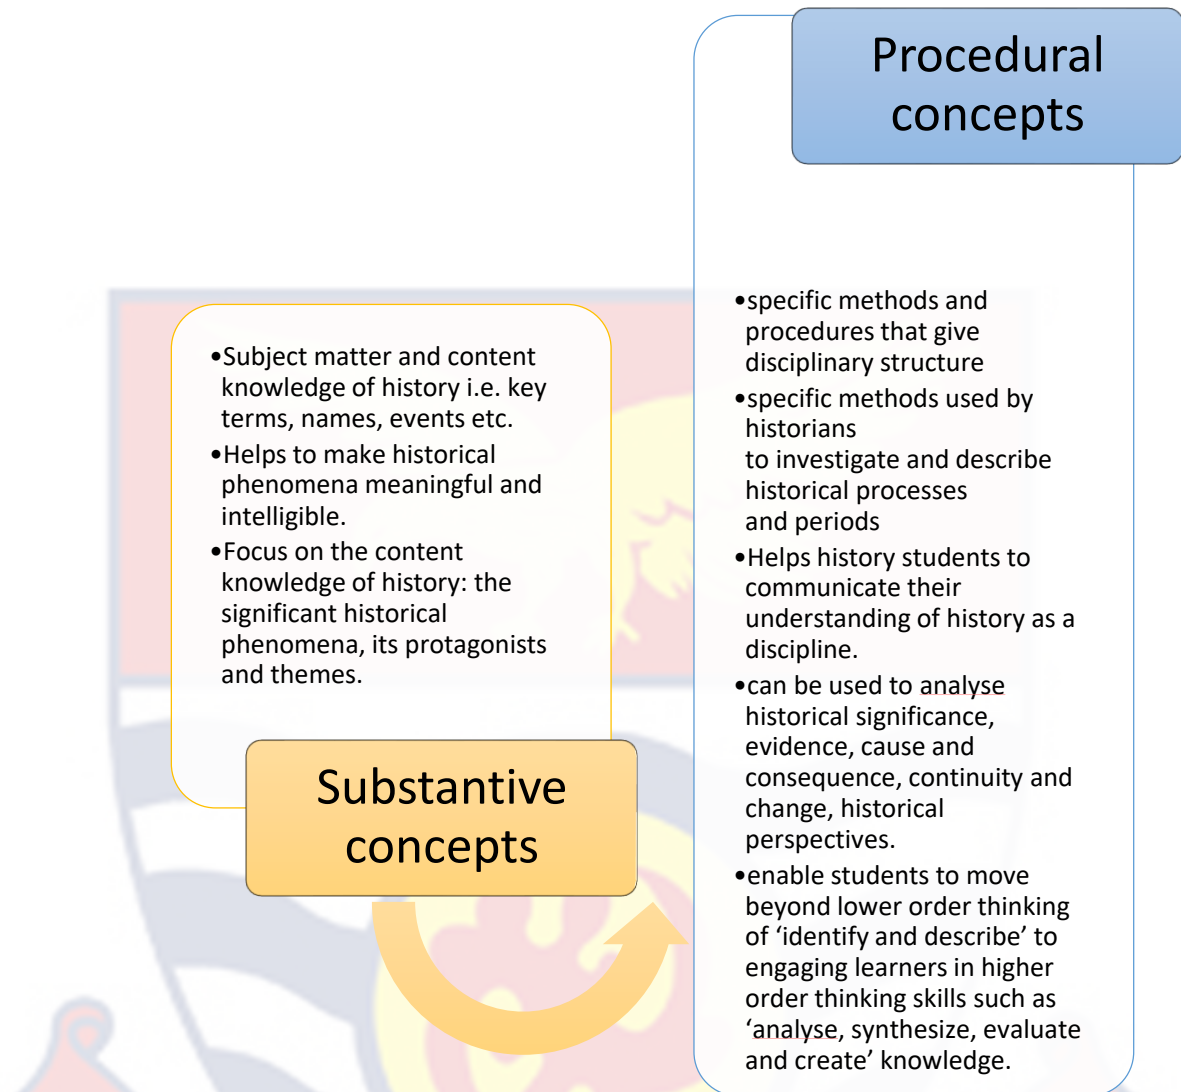 Procedural
concepts
•specific methods and
procedures that give
disciplinary structure
•specific methods used by
historians
to investigate and describe
historical processes
and periods
•Helps history students to
communicate their
understanding of history as a
discipline.
•can be used to analyse
historical significance,
evidence, cause and
consequence, continuity and
change, historical
perspectives.
•enable students to move
beyond lower order thinking
of ‘identify and describe’ to
engaging learners in higher
order thinking skills such as
‘analyse, synthesize, evaluate
and create’ knowledge.
•Subject matter and content
knowledge of history i.e. key
terms, names, events etc.
•Helps to make historical
phenomena meaningful and
intelligible.
•Focus on the content
knowledge of history: the
significant historical
phenomena, its protagonists
and themes.
Substantive
concepts